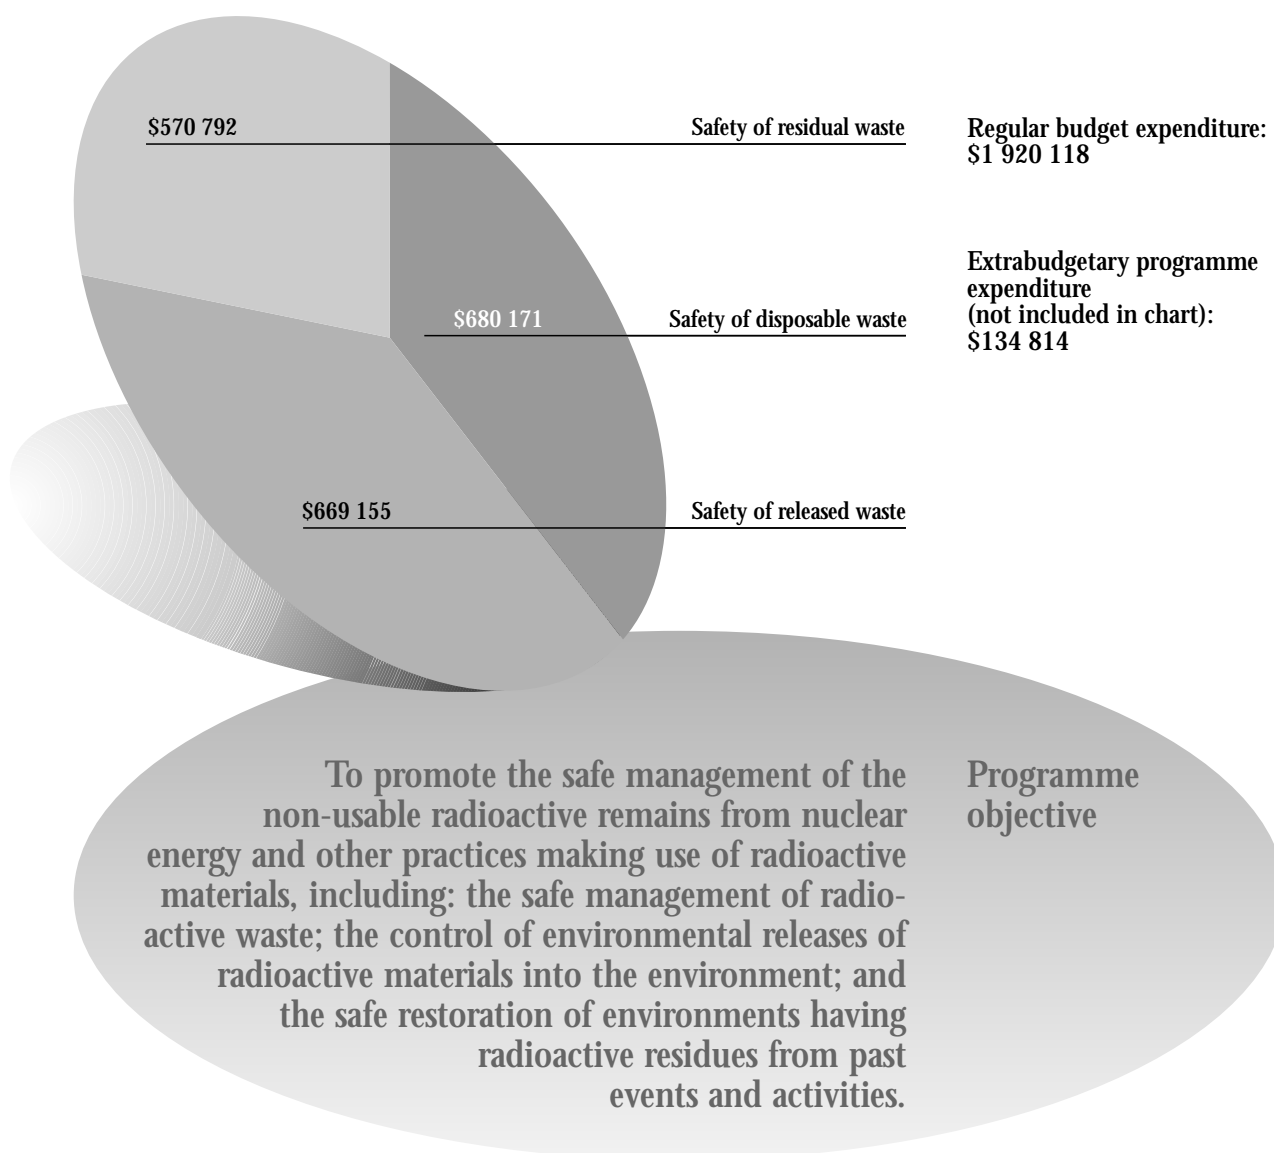 $570 792
Safety of residual waste
Regular budget expenditure:
$1 920 118
Extrabudgetary programme
expenditure
(not included in chart):
$134 814
$680 171
Safety of disposable waste
$669 155
Safety of released waste
To promote the safe management of the
non-usable radioactive remains from nuclear
energy and other practices making use of radioactive
materials, including: the safe management of radio-
active waste; the control of environmental releases of
radioactive materials into the environment; and
the safe restoration of environments having
radioactive residues from past
events and activities.
Programme
objective